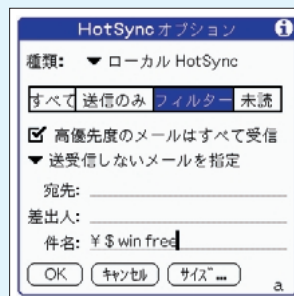 HotSync オプション
種類: ▼ ローカル HotSync
すべて 送信のみ フィルター 未読
高優先度のメールはすべて受信
▼ 送受信しないメールを指定
宛先:
差出人:
件名: ¥ $ win free
OK キャンセル サイズ...
a